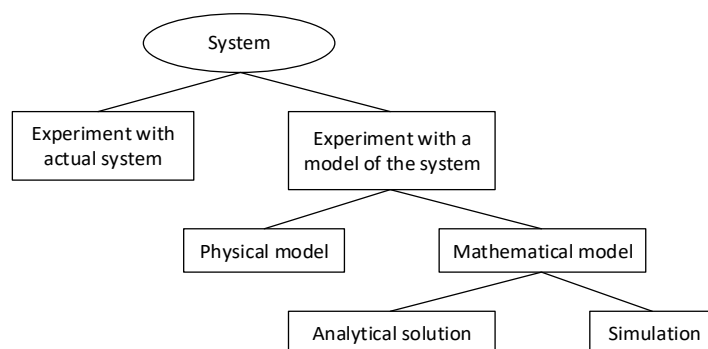 System
Experiment with
actual system
Experiment with a
model of the system
Physical model
Mathematical model
Analytical solution
Simulation